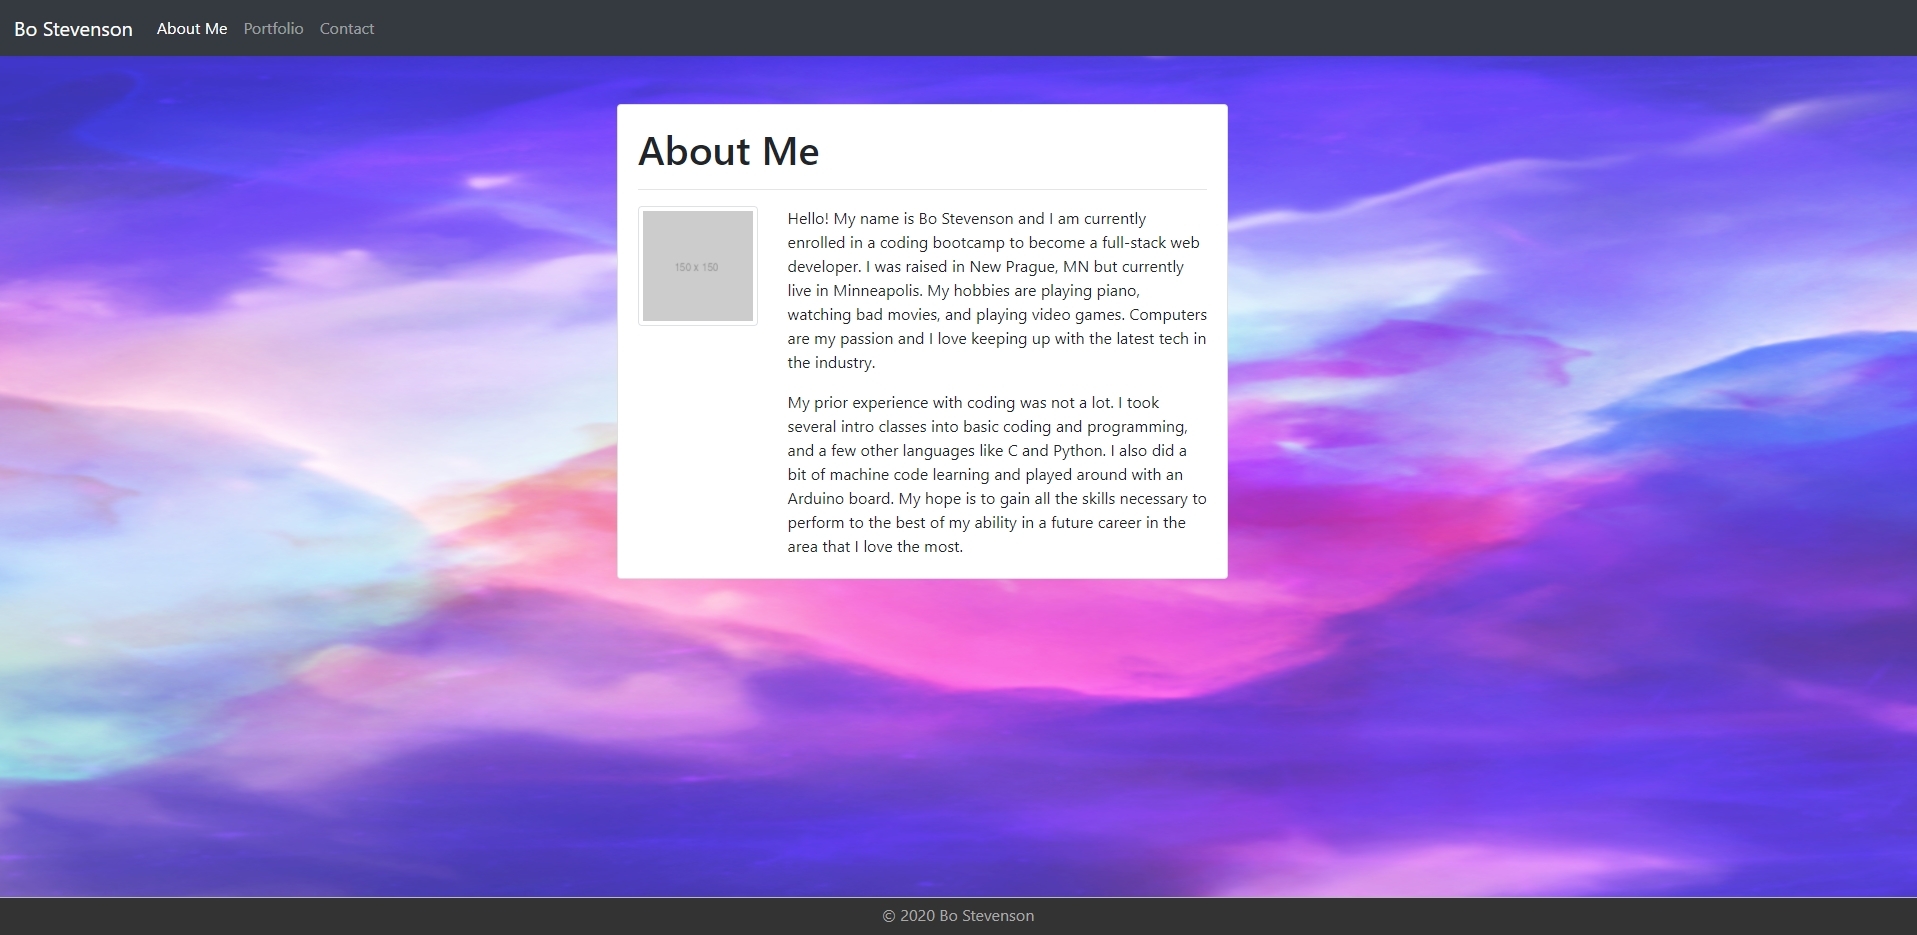 Bo Stevenson About Me Portfolio Contact
About Me
150 x 150
Hello! My name is Bo Stevenson and I am currently
enrolled in a coding bootcamp to become a full-stack web
developer. I was raised in New Prague, MN but currently
live in Minneapolis. My hobbies are playing piano,
watching bad movies, and playing video games. Computers
are my passion and I love keeping up with the latest tech in
the industry.
My prior experience with coding was not a lot. I took
several intro classes into basic coding and programming,
and a few other languages like C and Python. I also did a
bit of machine code learning and played around with an
Arduino board. My hope is to gain all the skills necessary to
perform to the best of my ability in a future career in the
area that I love the most.
© 2020 Bo Stevenson